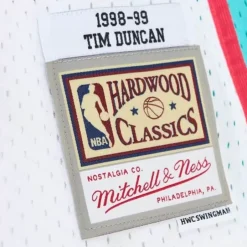 1998-99
TIM DUNCAN
HARDWOOD
CLASSICS
NBA
NOSTALGIA CO.
Mitchell & Ness
PHILADELPHIA, PA.
HWC SWINGMAN